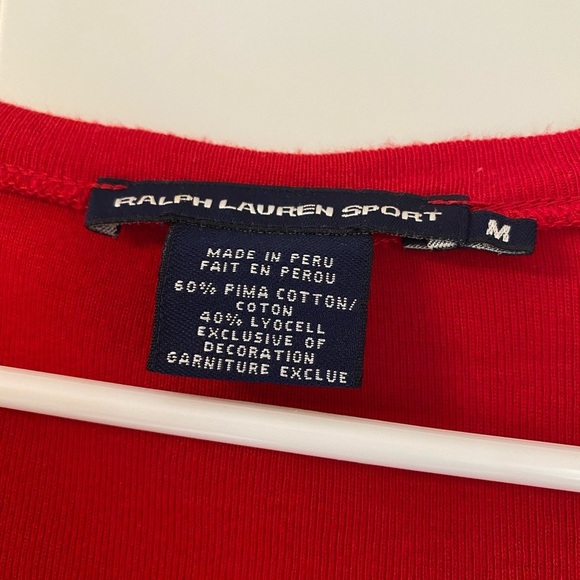 RALPH LAUREN SPORT
M
MADE IN PERU
FAIT EN PEROU
60% PIMA COTTON/
COTON
40% LYOCELL
EXCLUSIVE OF
DECORATION
GARNITURE EXCLUE